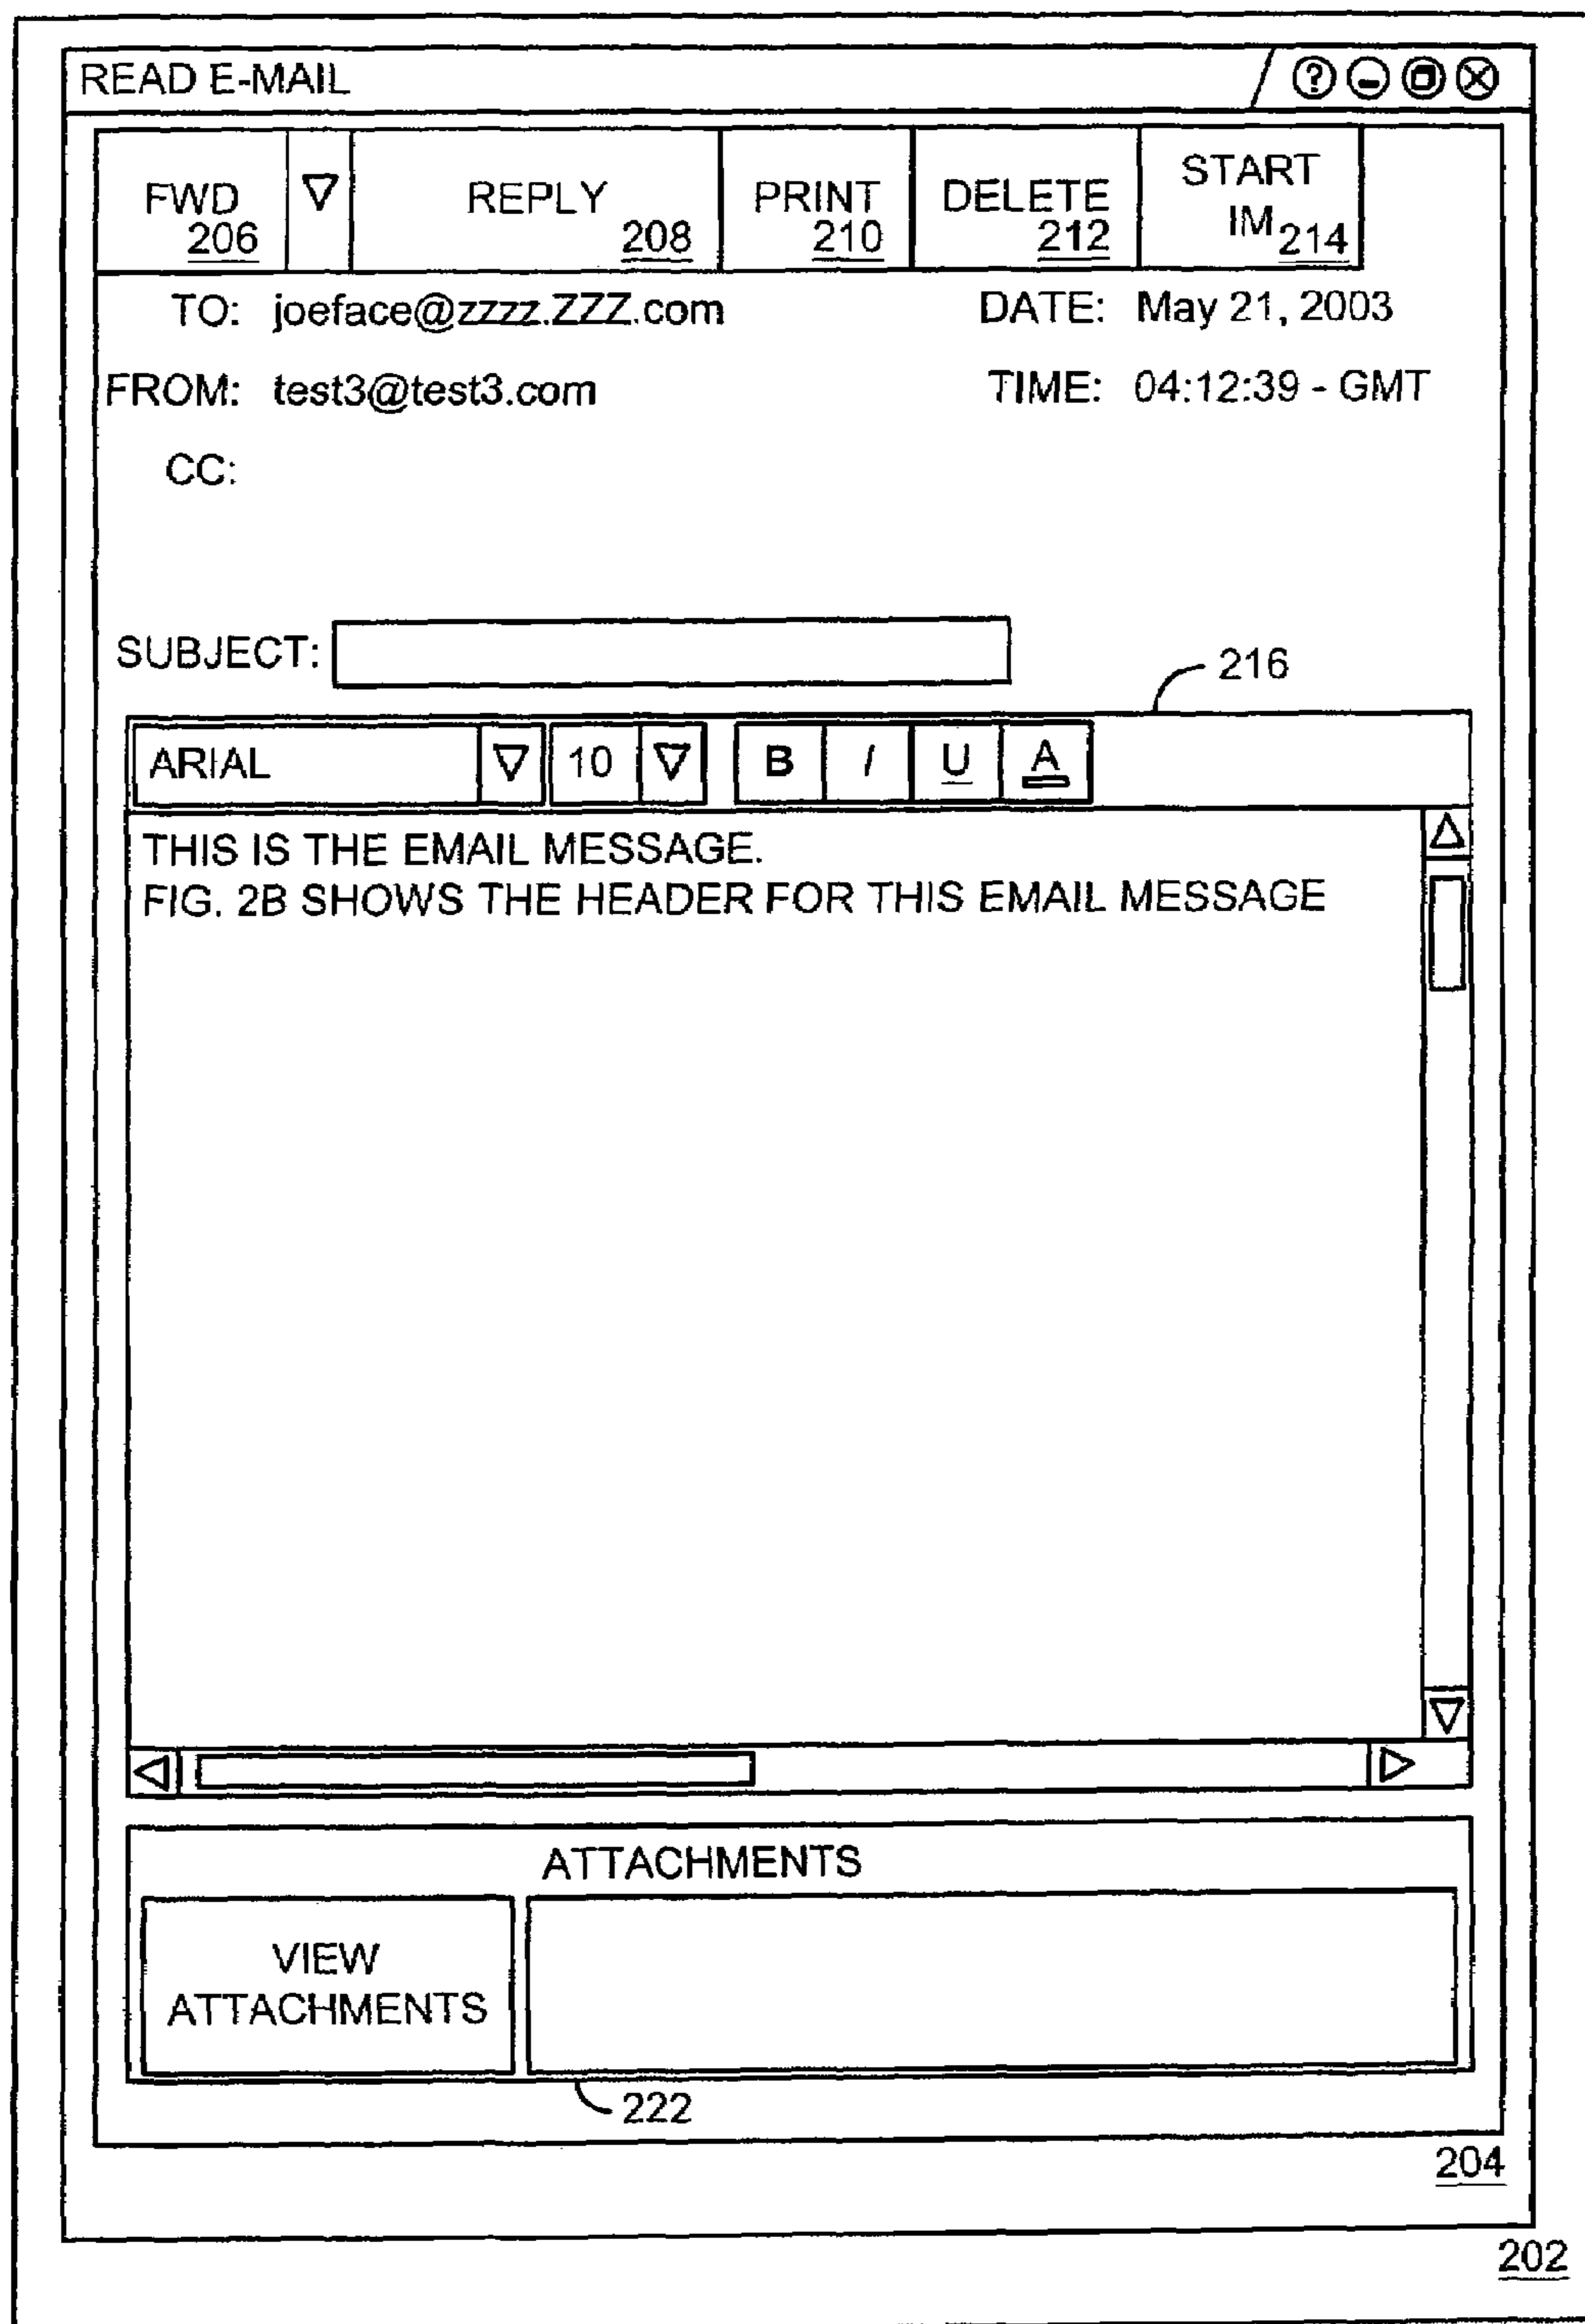 READ E-MAIL
FWD 206 REPLY 208 PRINT 210 DELETE 212 START IM 214
TO: joeface@zzzz.ZZZ.com DATE: May 21, 2003
FROM: test3@test3.com TIME: 04:12:39 - GMT
CC:
SUBJECT:
216
ARIAL 10 B I U A
THIS IS THE EMAIL MESSAGE.
FIG. 2B SHOWS THE HEADER FOR THIS EMAIL MESSAGE
ATTACHMENTS
VIEW
ATTACHMENTS
222
204
202